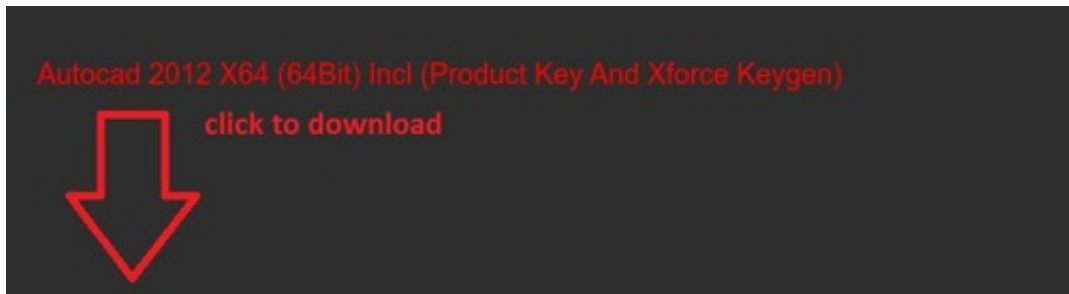 Autocad 2012 X64 (64Bit) Incl (Product Key And Xforce Keygen)
click to download